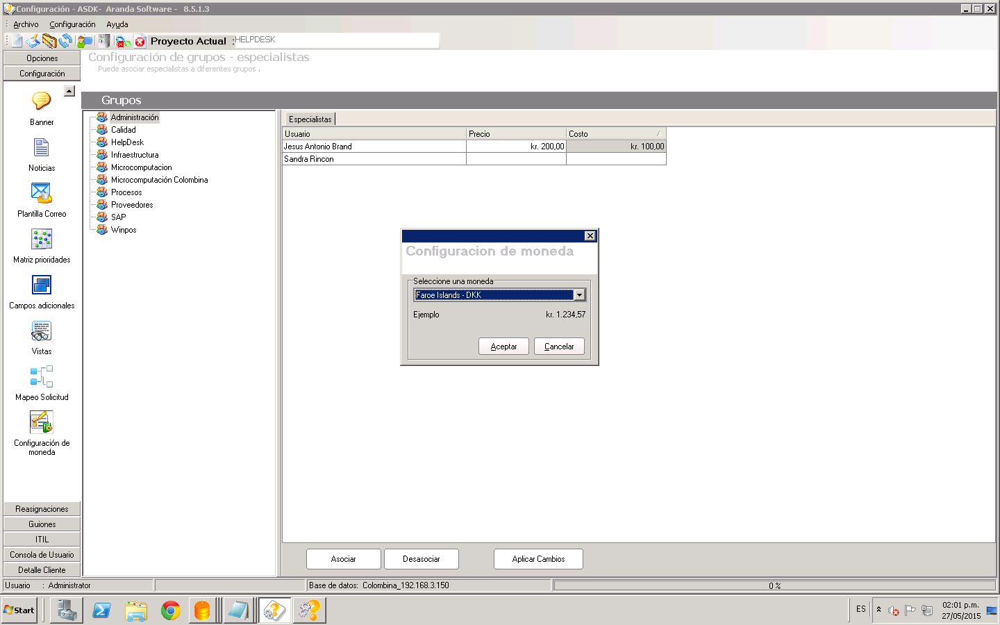 Configuración - ASDK-  Aranda Software -   8.5.1.3
Archivo Configuración Ayuda
Proyecto Actual : HELPDESK
Opciones
Configuración
Banner
Noticias
Plantilla Correo
Matriz prioridades
Campos adicionales
Vistas
Mapeo Solicitud
Configuración de
moneda
Reasignaciones
Guiones
ITIL
Consola de Usuario
Detalle Cliente
Configuración de grupos - especialistas
Puede asociar especialistas a diferentes grupos .
Grupos
Administración
Calidad
HelpDesk
Infraestructura
Microcomputacion
Microcomputación Colombina
Procesos
Proveedores
SAP
Winpos
Especialistas
Usuario Precio Costo
Jesus Antonio Brand kr. 200,00 kr. 100,00
Sandra Rincon
Configuracion de moneda
Seleccione una moneda
Faroe Islands - DKK
Ejemplo kr. 1.234,57
Aceptar Cancelar
Asociar Desasociar Aplicar Cambios
Usuario : Administrator Base de datos: Colombina_192.168.3.150 0 %
Start ES 02:01 p.m.
27/05/2015